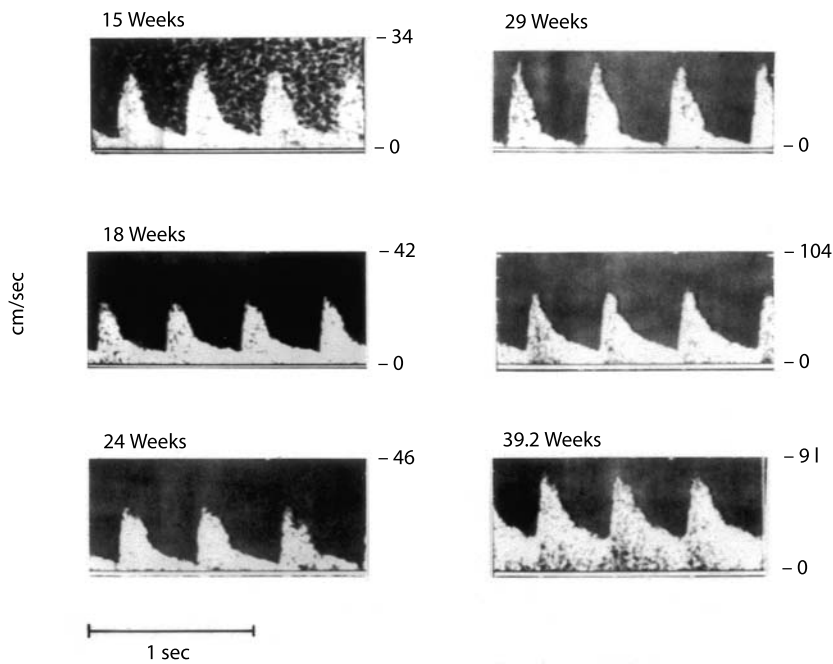 15 Weeks
– 34
– 0
29 Weeks
– 0
18 Weeks
– 42
– 0
– 104
– 0
cm/sec
24 Weeks
– 46
39.2 Weeks
– 91
– 0
1 sec